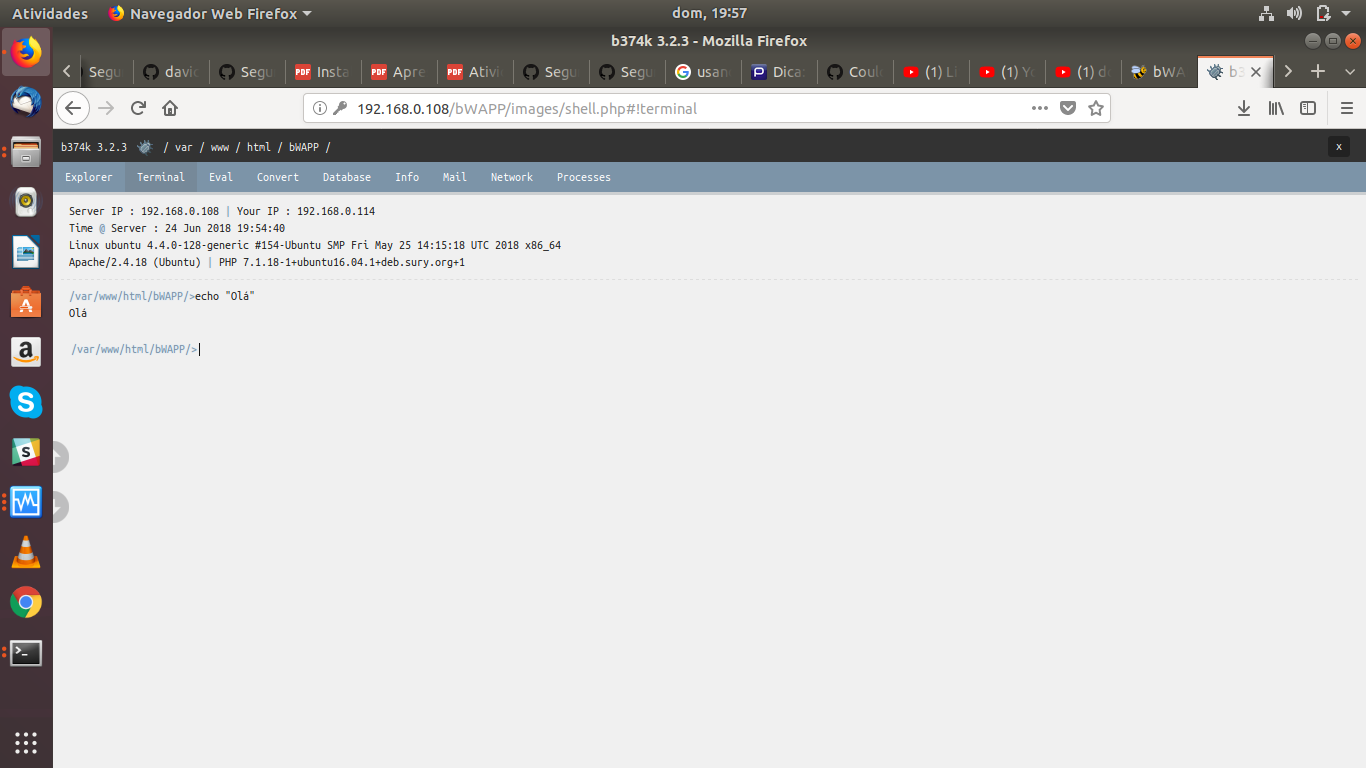 Atividades Navegador Web Firefox dom, 19:57
b374k 3.2.3 - Mozilla Firefox
Segu davic Segu PDF Insta PDF Apre PDF Ativi Segu Segu G usan Dica: Coul (1) Li (1) Yo (1) d bWA b3
192.168.0.108/bWAPP/images/shell.php#!terminal
b374k 3.2.3 / var / www / html / bWAPP / x
Explorer Terminal Eval Convert Database Info Mail Network Processes
Server IP : 192.168.0.108 | Your IP : 192.168.0.114
Time @ Server : 24 Jun 2018 19:54:40
Linux ubuntu 4.4.0-128-generic #154-Ubuntu SMP Fri May 25 14:15:18 UTC 2018 x86_64
Apache/2.4.18 (Ubuntu) | PHP 7.1.18-1+ubuntu16.04.1+deb.sury.org+1
/var/www/html/bWAPP/>echo "Olá"
Olá
/var/www/html/bWAPP/>